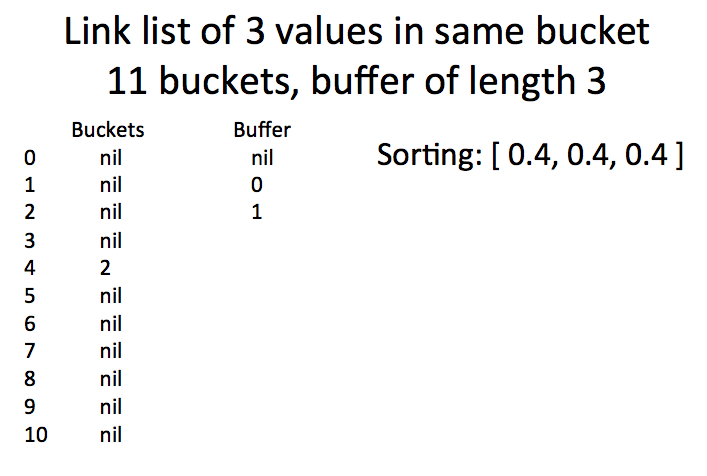 Link list of 3 values in same bucket
11 buckets, buffer of length 3
Buckets Buffer
Sorting: [ 0.4, 0.4, 0.4 ]
0 nil nil
1 nil 0
2 nil 1
3 nil
4 2
5 nil
6 nil
7 nil
8 nil
9 nil
10 nil